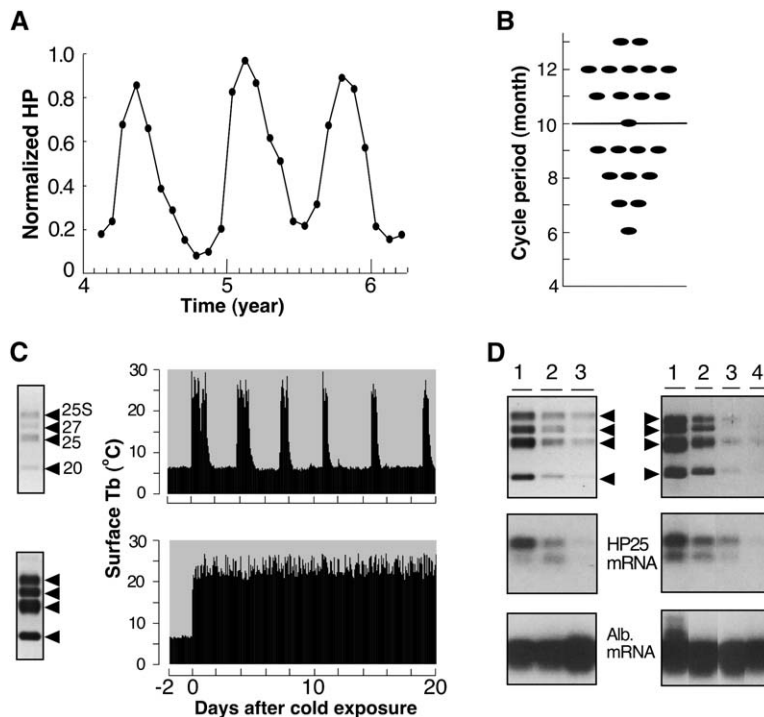 A
Normalized HP
1.0
0.8
0.6
0.4
0.2
0
4
5
6
Time (year)
B
Cycle period (month)
12
10
8
6
4
C
25S
27
25
20
Surface Tb (°C)
30
20
10
5
0
30
20
10
0
-2 0 10 20
Days after cold exposure
D
1 2 3
1 2 3 4
HP25
mRNA
Alb.
mRNA